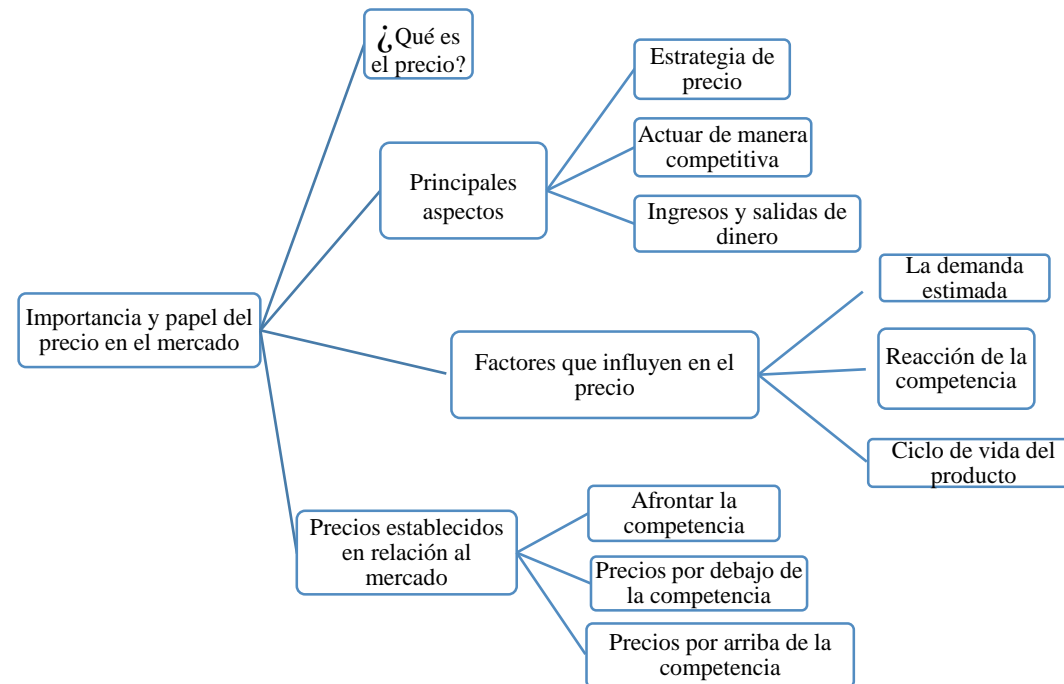 ¿Qué es
el precio?
Estrategia de
precio
Actuar de manera
competitiva
Principales
aspectos
Ingresos y salidas de
dinero
La demanda
estimada
Importancia y papel del
precio en el mercado
Factores que influyen en el
precio
Reacción de la
competencia
Ciclo de vida del
producto
Precios establecidos
en relación al
mercado
Afrontar la
competencia
Precios por debajo de
la competencia
Precios por arriba de la
competencia